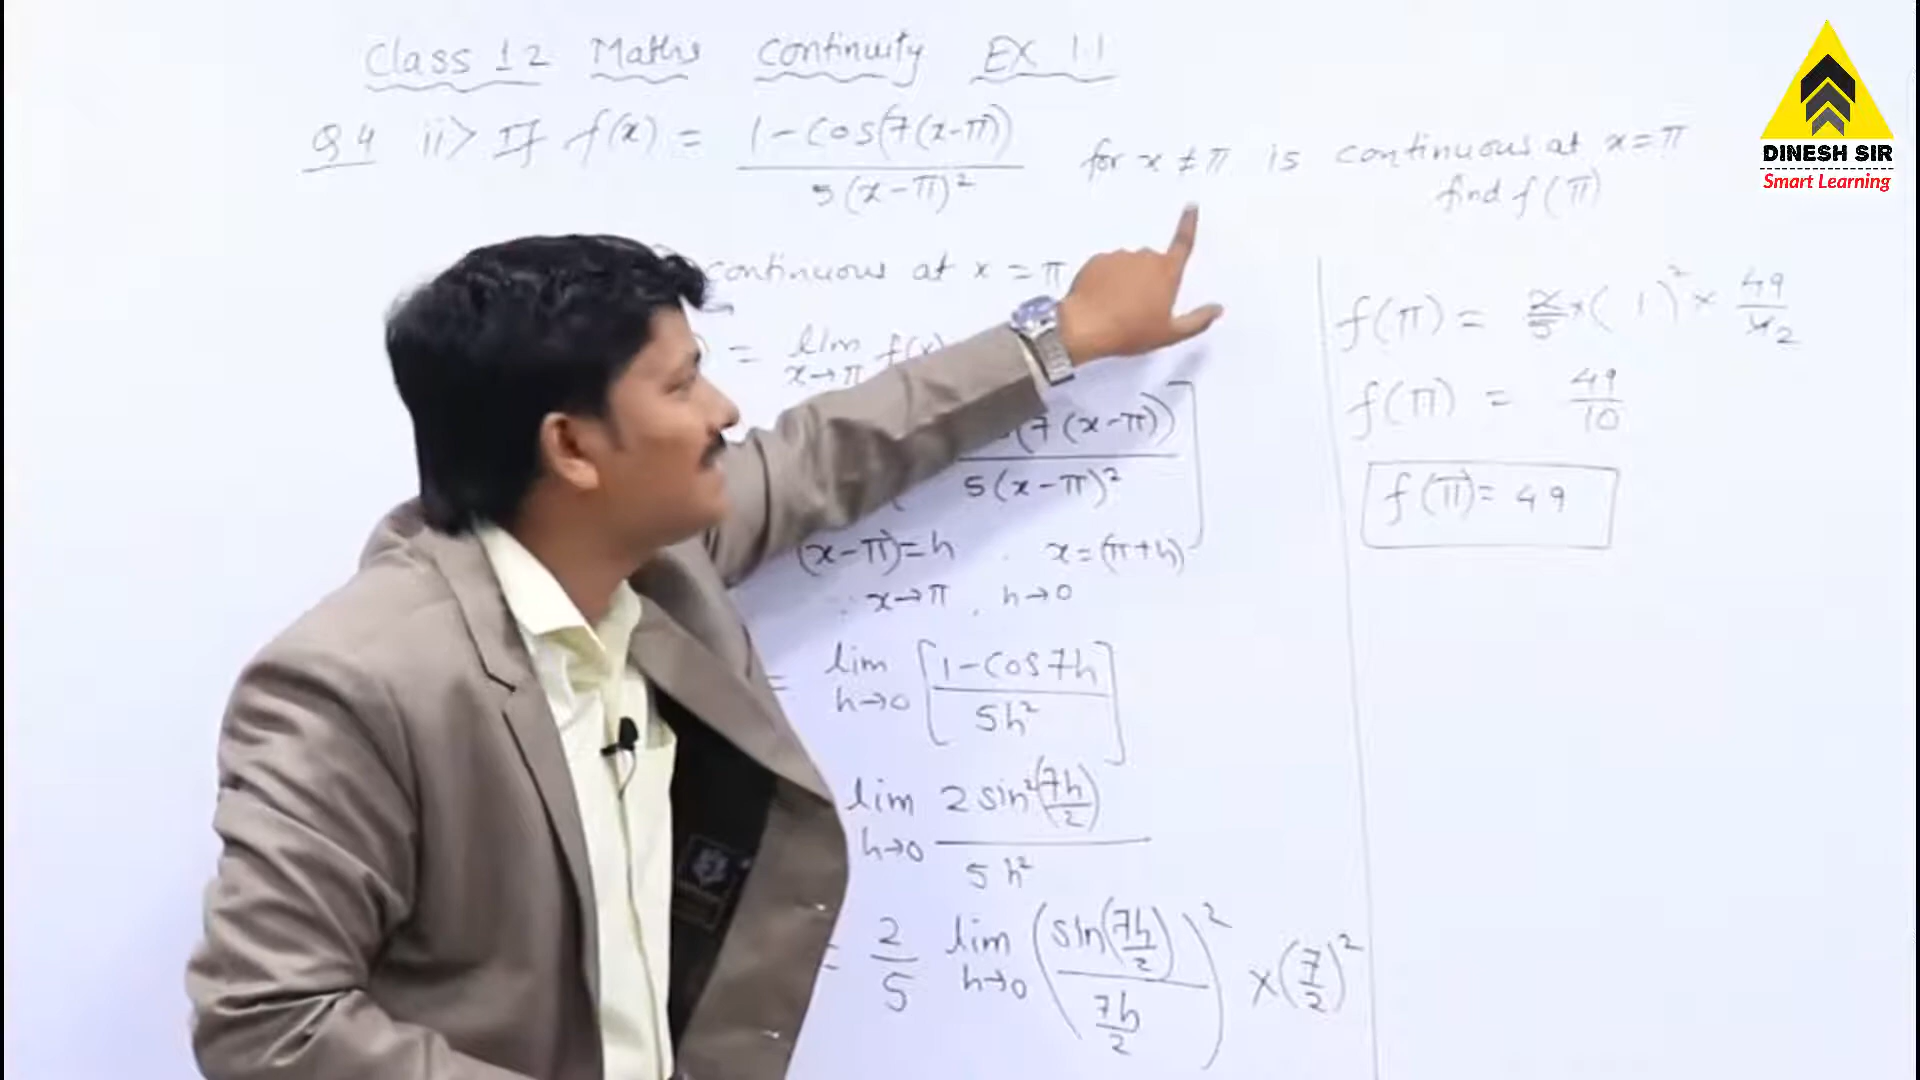 Class 12 Maths Continuity EX 1.1
Q4 ii> If f(x) = 1-Cos(7(x-π)) / 5(x-π)² for x ≠ π is continuous at x=π
find f(π)
continuous at x = π
= lim x→π f(x)
(7(x-π)) / 5(x-π)²
(x-π)=h . x=(π+h)
x→π , h→0
= lim h→0 [1-Cos7h / 5h²]
lim h→0 2sin²(7h/2) / 5h²
= 2/5 lim h→0 (sin(7h/2) / 7h/2)² ×(7/2)²
f(π) = 2/5 ×( 1 )² × 49/42
f(π) = 49/10
f(π)= 49
DINESH SIR
Smart Learning